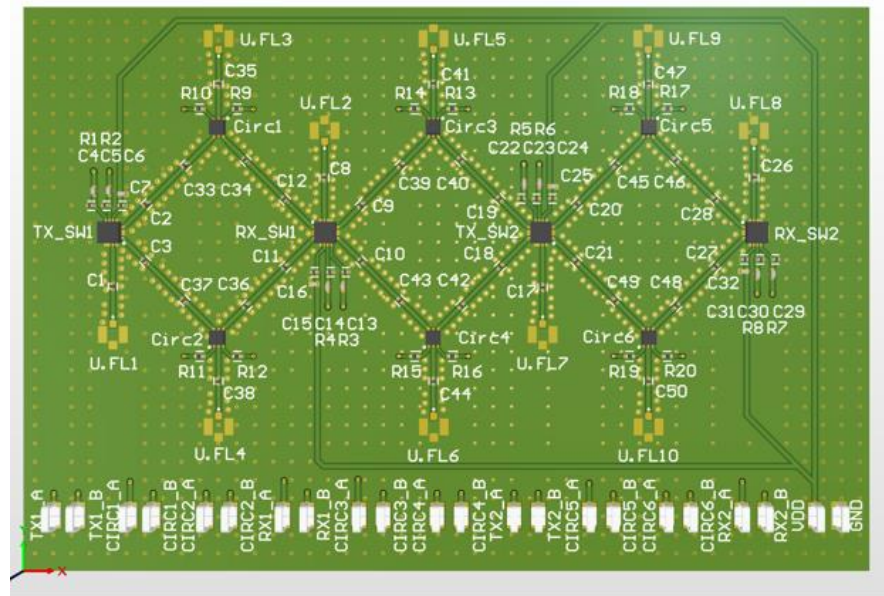 U.FL3
U.FL5
U.FL9
C35
C41
C47
R10
R9
R14
R13
R18
R17
U.FL2
U.FL8
Circ1
Circ3
Circ5
R1 R2
R5 R6
C4 C5 C6
C22 C23 C24
C7
C33
C34
C12
C8
C39
C40
C25
C45
C46
C26
C2
C9
C19
C20
C28
TX_SW1
RX_SW1
TX_SW2
RX_SW2
C3
C11
C10
C18
C21
C27
C1
C37
C36
C16
C43
C42
C17
C49
C48
C32
C15 C14 C13
C31 C30 C29
R4 R3
R8 R7
U.FL1
Circ2
Circ4
U.FL7
Circ6
R11
R12
R15
R16
R19
R20
C38
C44
C50
U.FL4
U.FL6
U.FL10
TX1_A
TX1_B
CIRC1_A
CIRC1_B
CIRC2_A
CIRC2_B
RX1_A
RX1_B
CIRC3_A
CIRC3_B
CIRC4_A
CIRC4_B
TX2_A
TX2_B
CIRC5_A
CIRC5_B
CIRC6_A
CIRC6_B
RX2_A
RX2_B
VDD
GND
Y
X